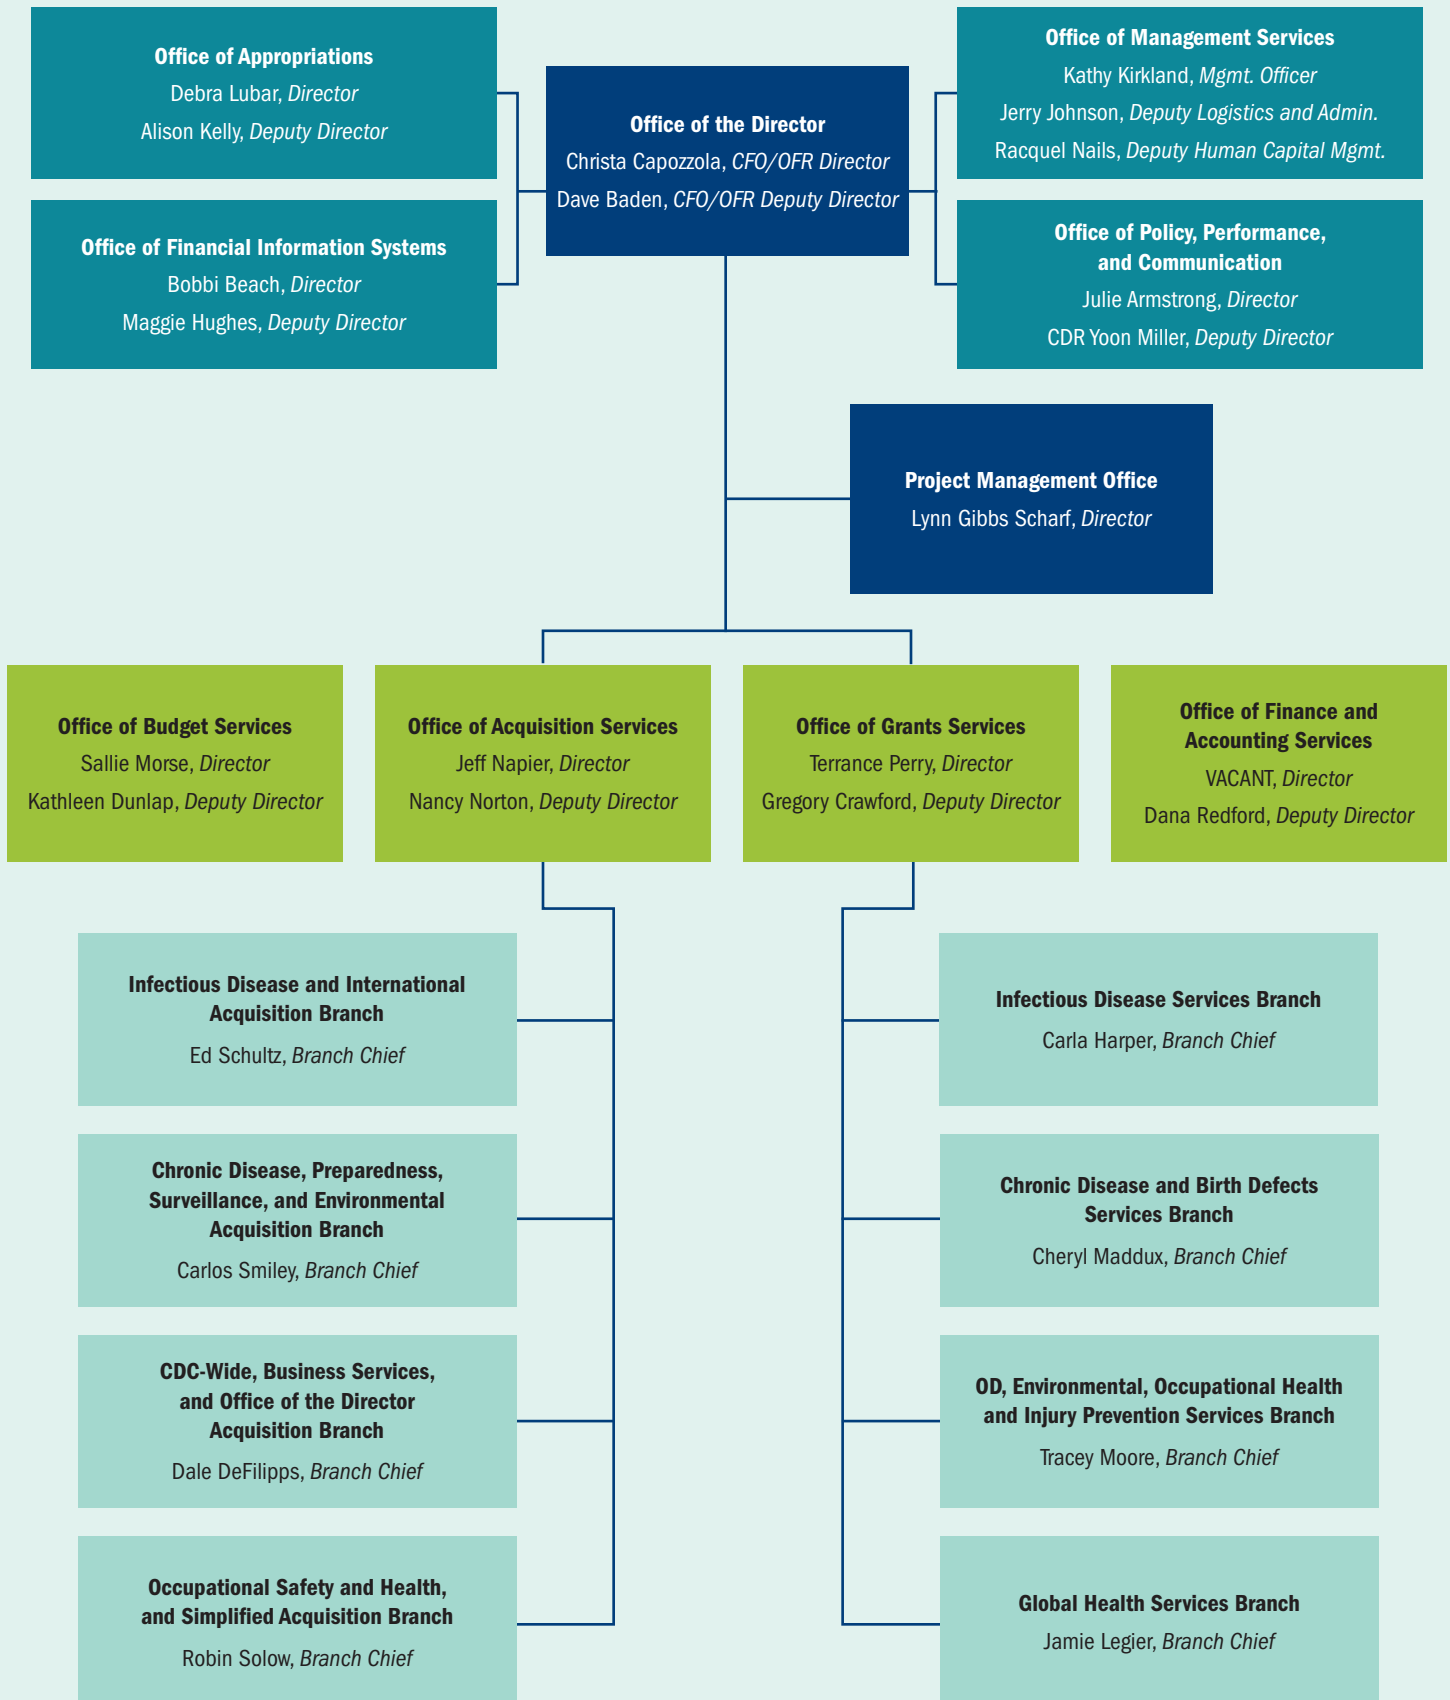 Office of Appropriations
Debra Lubar, Director
Alison Kelly, Deputy Director
Office of Financial Information Systems
Bobbi Beach, Director
Maggie Hughes, Deputy Director
Office of the Director
Christa Capozzola, CFO/OFR Director
Dave Baden, CFO/OFR Deputy Director
Office of Management Services
Kathy Kirkland, Mgmt. Officer
Jerry Johnson, Deputy Logistics and Admin.
Racquel Nails, Deputy Human Capital Mgmt.
Office of Policy, Performance,
and Communication
Julie Armstrong, Director
CDR Yoon Miller, Deputy Director
Project Management Office
Lynn Gibbs Scharf, Director
Office of Budget Services
Sallie Morse, Director
Kathleen Dunlap, Deputy Director
Office of Acquisition Services
Jeff Napier, Director
Nancy Norton, Deputy Director
Office of Grants Services
Terrance Perry, Director
Gregory Crawford, Deputy Director
Office of Finance and
Accounting Services
VACANT, Director
Dana Redford, Deputy Director
Infectious Disease and International
Acquisition Branch
Ed Schultz, Branch Chief
Chronic Disease, Preparedness,
Surveillance, and Environmental
Acquisition Branch
Carlos Smiley, Branch Chief
CDC-Wide, Business Services,
and Office of the Director
Acquisition Branch
Dale DeFilipps, Branch Chief
Occupational Safety and Health,
and Simplified Acquisition Branch
Robin Solow, Branch Chief
Infectious Disease Services Branch
Carla Harper, Branch Chief
Chronic Disease and Birth Defects
Services Branch
Cheryl Maddux, Branch Chief
OD, Environmental, Occupational Health
and Injury Prevention Services Branch
Tracey Moore, Branch Chief
Global Health Services Branch
Jamie Legier, Branch Chief